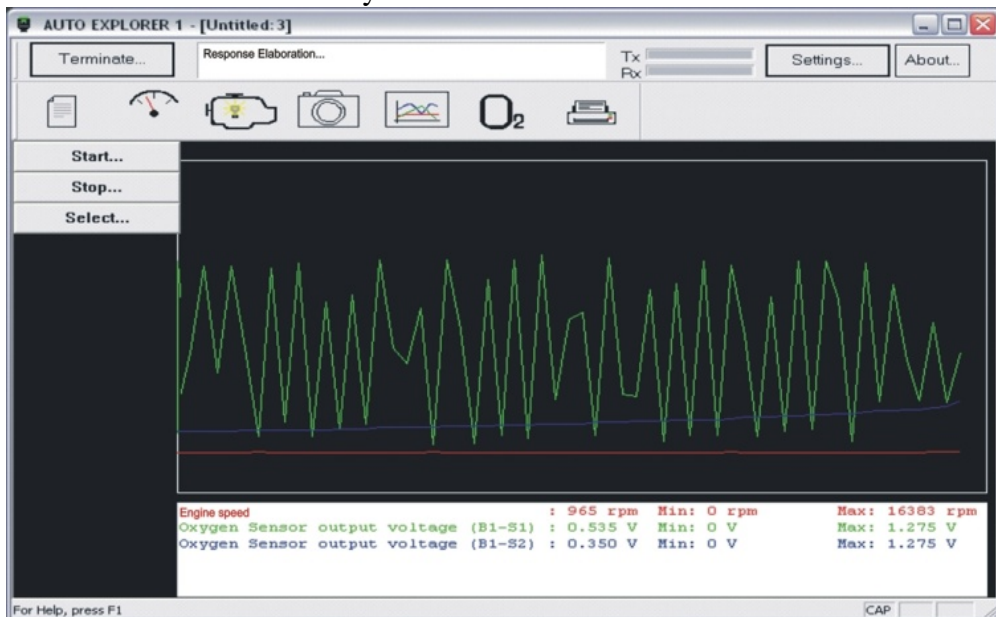 AUTO EXPLORER 1 - [Untitled:3]
Terminate... Response Elaboration... Tx Settings... About...
Rx
O2
Start...
Stop...
Select...
Engine speed : 965 rpm Min: 0 rpm Max: 16383 rpm
Oxygen Sensor output voltage (B1-S1) : 0.535 V Min: 0 V Max: 1.275 V
Oxygen Sensor output voltage (B1-S2) : 0.350 V Min: 0 V Max: 1.275 V
For Help, press F1 CAP